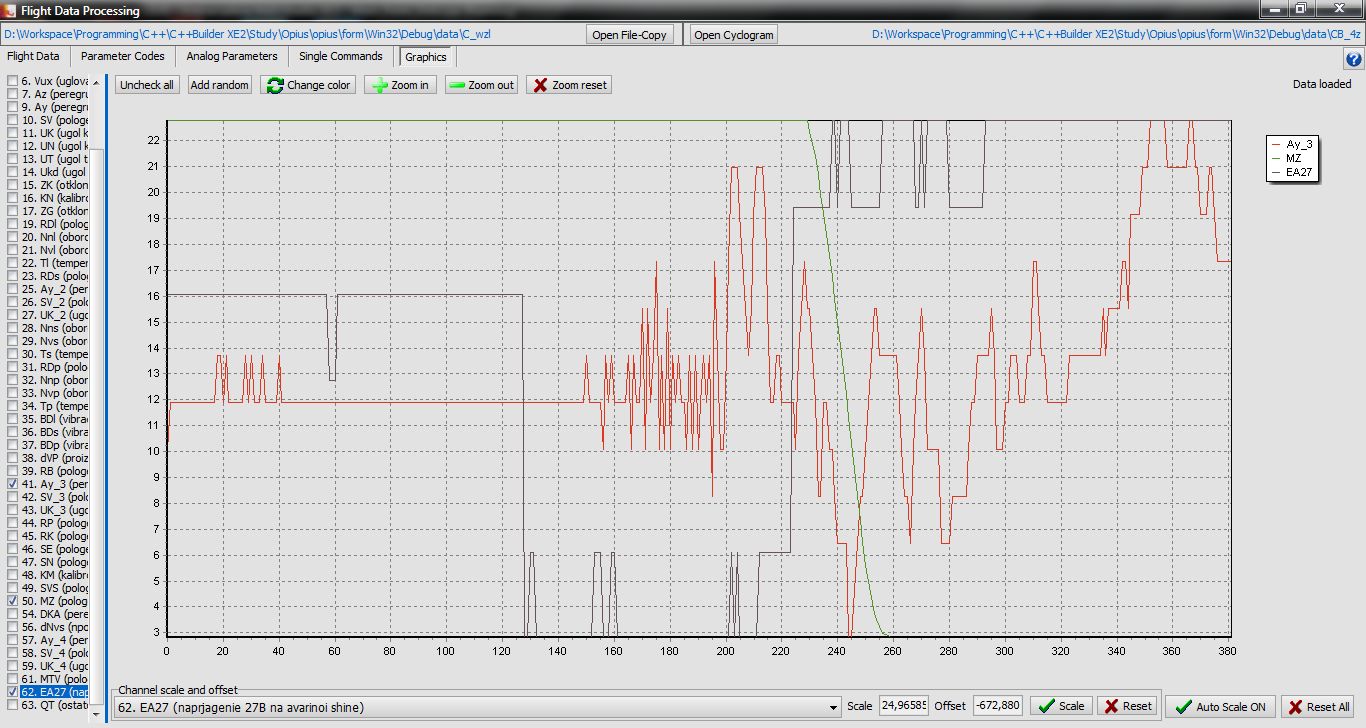 Flight Data Processing
D:\Workspace\Programming\C++\C++Builder XE2\Study\Opius\opius\form\Win32\Debug\data\C_wzl
Open File-Copy
Open Cyclogram
D:\Workspace\Programming\C++\C++Builder XE2\Study\Opius\opius\form\Win32\Debug\data\CB_4z
Flight Data
Parameter Codes
Analog Parameters
Single Commands
Graphics
Uncheck all
Add random
Change color
Zoom in
Zoom out
Zoom reset
Data loaded
6. Vux (uglova
7. Az (peregru
9. Ay (peregru
10. SV (pologe
11. UK (ugol k
12. UN (ugol k
13. UT (ugol t
14. Ukd (ugol
15. ZK (otklon
16. KN (kalibro
17. ZG (otklon
19. RDl (polog
20. Nnl (oboro
21. Nvl (oboro
22. Tl (temper
23. RDs (polog
25. Ay_2 (per
26. SV_2 (polo
27. UK_2 (ugo
28. Nns (obor
29. Nvs (obor
30. Ts (tempe
31. RDp (polo
32. Nnp (obor
33. Nvp (obor
34. Tp (tempe
35. BDl (vibrac
36. BDs (vibra
37. BDp (vibra
38. dVP (proiz
39. RB (pologe
41. Ay_3 (per
42. SV_3 (polo
43. UK_3 (ugo
44. RP (pologe
45. RK (pologe
46. SE (pologe
47. SN (pologe
48. KM (kalibro
49. SVS (polog
50. MZ (polog
54. DKA (pere
56. dNvs (npo
57. Ay_4 (per
58. SV_4 (polo
59. UK_4 (ugo
61. MTV (polo
62. EA27 (nap
63. QT (ostato
22
21
20
19
18
17
16
15
14
13
12
11
10
9
8
7
6
5
4
3
0 20 40 60 80 100 120 140 160 180 200 220 240 260 280 300 320 340 360 380
Ay_3
MZ
EA27
Channel scale and offset
62. EA27 (naprjagenie 27B na avarinoi shine)
Scale
24,96585
Offset
-672,880
Scale
Reset
Auto Scale ON
Reset All